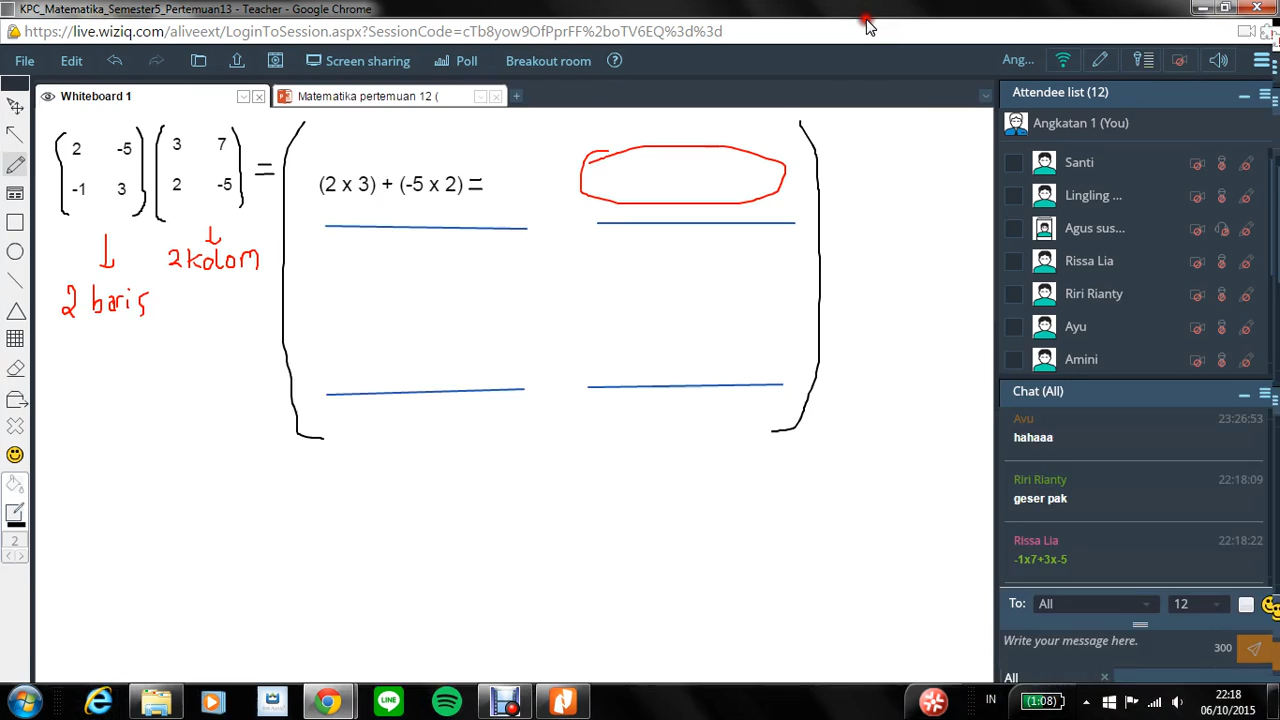 KPC_Matematika_Semester5_Pertemuan13 - Teacher - Google Chrome
https://live.wiziq.com/aliveext/LoginToSession.aspx?SessionCode=cTb8yow9OfPprFF%2boTV6EQ%3d%3d
File Edit Screen sharing Poll Breakout room ? Ang...
Whiteboard 1
Matematika pertemuan 12 (
Attendee list (12)
Angkatan 1 (You)
Santi
Lingling ...
Agus sus...
Rissa Lia
Riri Rianty
Ayu
Amini
2 -5 3 7 =
-1 3 2 -5
(2 x 3) + (-5 x 2) =
2 kolom
2 baris
2
Chat (All)
Ayu 23:26:53
hahaaa
Riri Rianty 22:18:09
geser pak
Rissa Lia 22:18:22
-1x7+3x-5
To: All 12
Write your message here. 300
All
LINE
IN (1:08) 22:18
06/10/2015